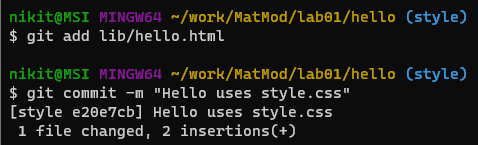 nikit@MSI MINGW64 ~/work/MatMod/lab01/hello (style)
$ git add lib/hello.html
nikit@MSI MINGW64 ~/work/MatMod/lab01/hello (style)
$ git commit -m "Hello uses style.css"
[style e20e7cb] Hello uses style.css
1 file changed, 2 insertions(+)